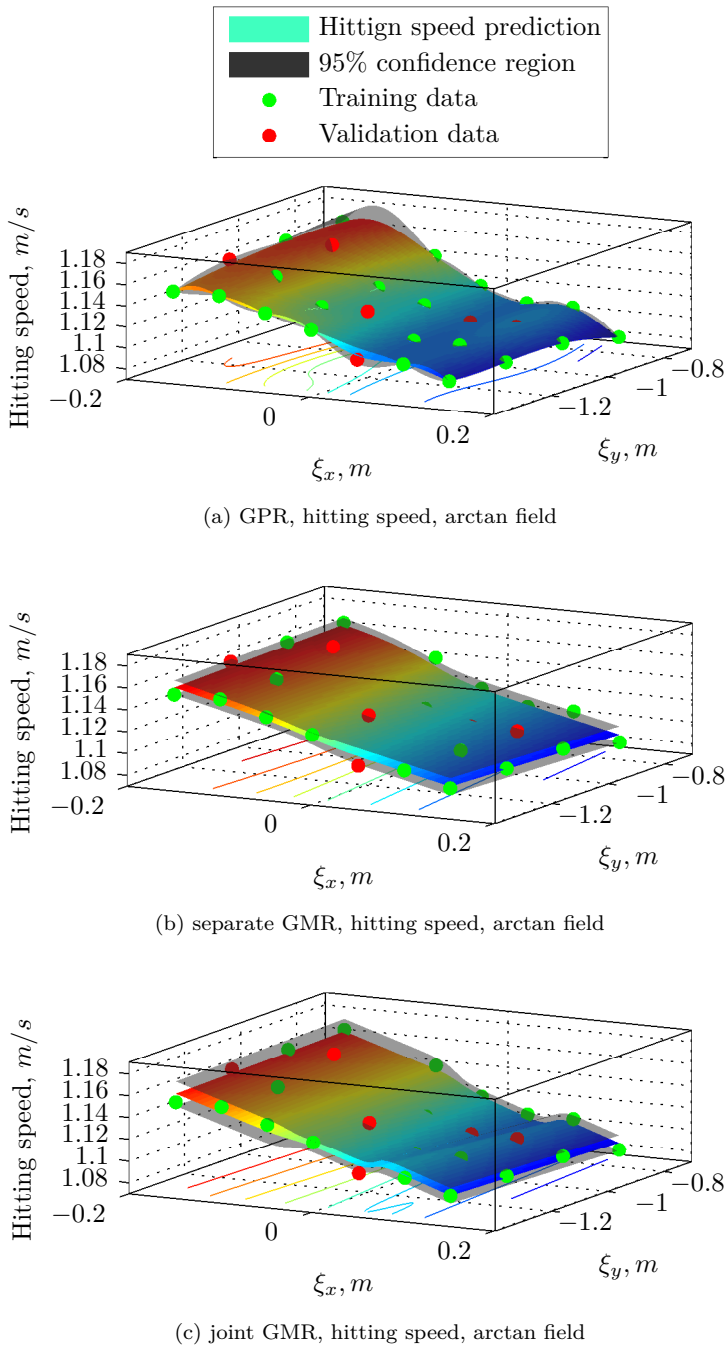 Hittign speed prediction
95% confidence region
Training data
Validation data
Hitting speed, m/s
1.18
1.16
1.14
1.12
1.1
1.08
−0.2
0
0.2
ξx, m
−1.2
−1
−0.8
ξy, m
(a) GPR, hitting speed, arctan field
Hitting speed, m/s
1.18
1.16
1.14
1.12
1.1
1.08
−0.2
0
0.2
ξx, m
−1.2
−1
−0.8
ξy, m
(b) separate GMR, hitting speed, arctan field
Hitting speed, m/s
1.18
1.16
1.14
1.12
1.1
1.08
−0.2
0
0.2
ξx, m
−1.2
−1
−0.8
ξy, m
(c) joint GMR, hitting speed, arctan field